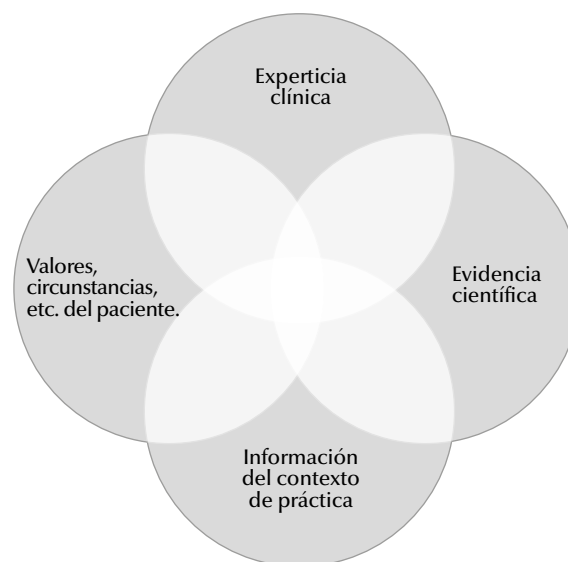 Experticia
clínica
Valores,
circunstancias,
etc. del paciente.
Evidencia
científica
Información
del contexto
de práctica